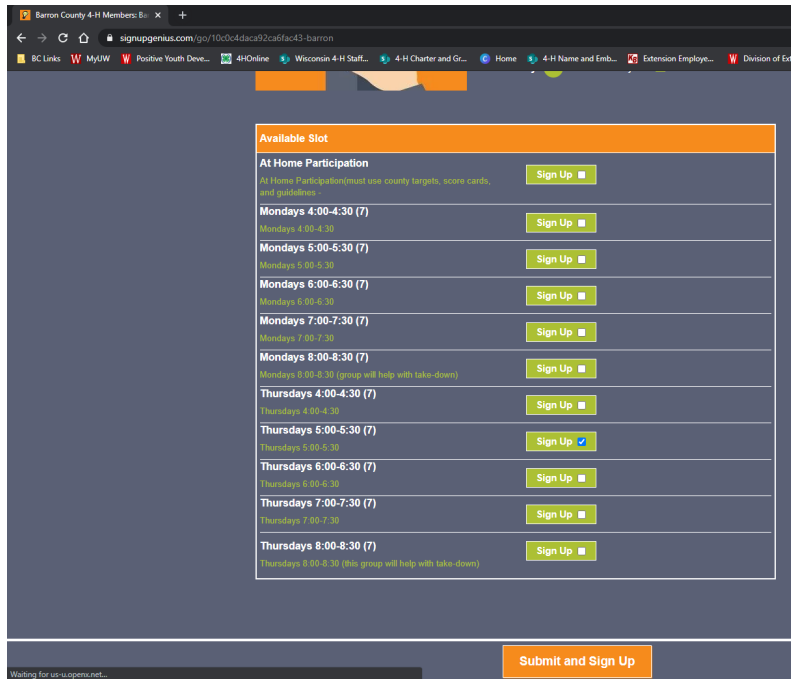 Barron County 4-H Members: Ba
signupgenius.com/go/10c0c4daca92ca6fac43-barron
BC Links MyUW Positive Youth Deve... 4HOnline Wisconsin 4-H Staff... 4-H Charter and Gr... Home 4-H Name and Emb... Extension Employe... Division of Ext
Available Slot
At Home Participation
Sign Up
At Home Participation(must use county targets, score cards,
and guidelines -
Mondays 4:00-4:30 (7)
Sign Up
Mondays 4:00-4:30
Mondays 5:00-5:30 (7)
Sign Up
Mondays 5:00-5:30
Mondays 6:00-6:30 (7)
Sign Up
Mondays 6:00-6:30
Mondays 7:00-7:30 (7)
Sign Up
Mondays 7:00-7:30
Mondays 8:00-8:30 (7)
Sign Up
Mondays 8:00-8:30 (group will help with take-down)
Thursdays 4:00-4:30 (7)
Sign Up
Thursdays 4:00-4:30
Thursdays 5:00-5:30 (7)
Sign Up
Thursdays 5:00-5:30
Thursdays 6:00-6:30 (7)
Sign Up
Thursdays 6:00-6:30
Thursdays 7:00-7:30 (7)
Sign Up
Thursdays 7:00-7:30
Thursdays 8:00-8:30 (7)
Sign Up
Thursdays 8:00-8:30 (this group will help with take-down)
Submit and Sign Up
Waiting for us-u.openx.net...